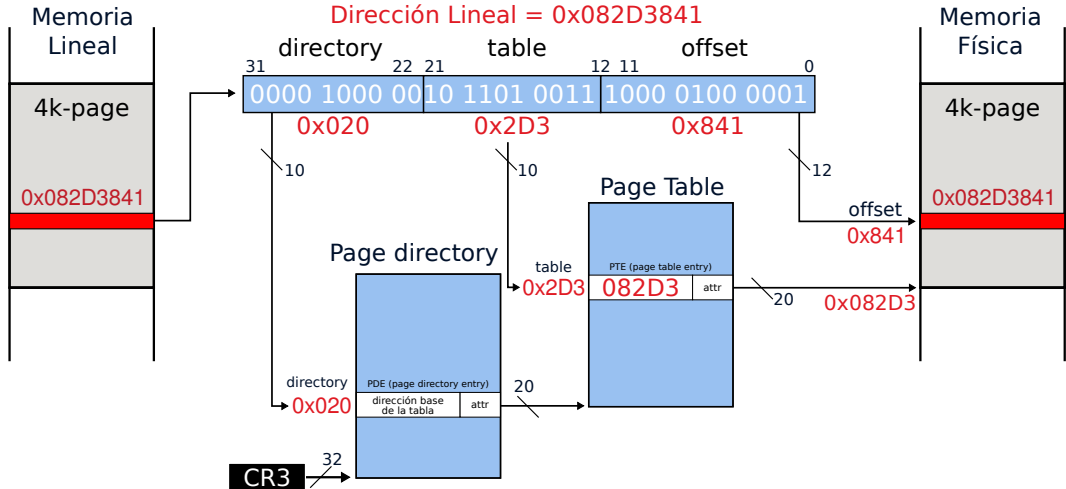 Dirección Lineal = 0x082D3841
Memoria
Lineal
4k-page
0x082D3841
directory
table
offset
31
22
21
12
11
0
0000 1000 00
10 1101 0011
1000 0100 0001
0x020
0x2D3
0x841
10
10
12
Page directory
directory
0x020
PDE (page directory entry)
dirección base
de la tabla
attr
20
CR3
32
Page Table
table
0x2D3
PTE (page table entry)
082D3
attr
20
offset
0x841
0x082D3
Memoria
Física
4k-page
0x082D3841